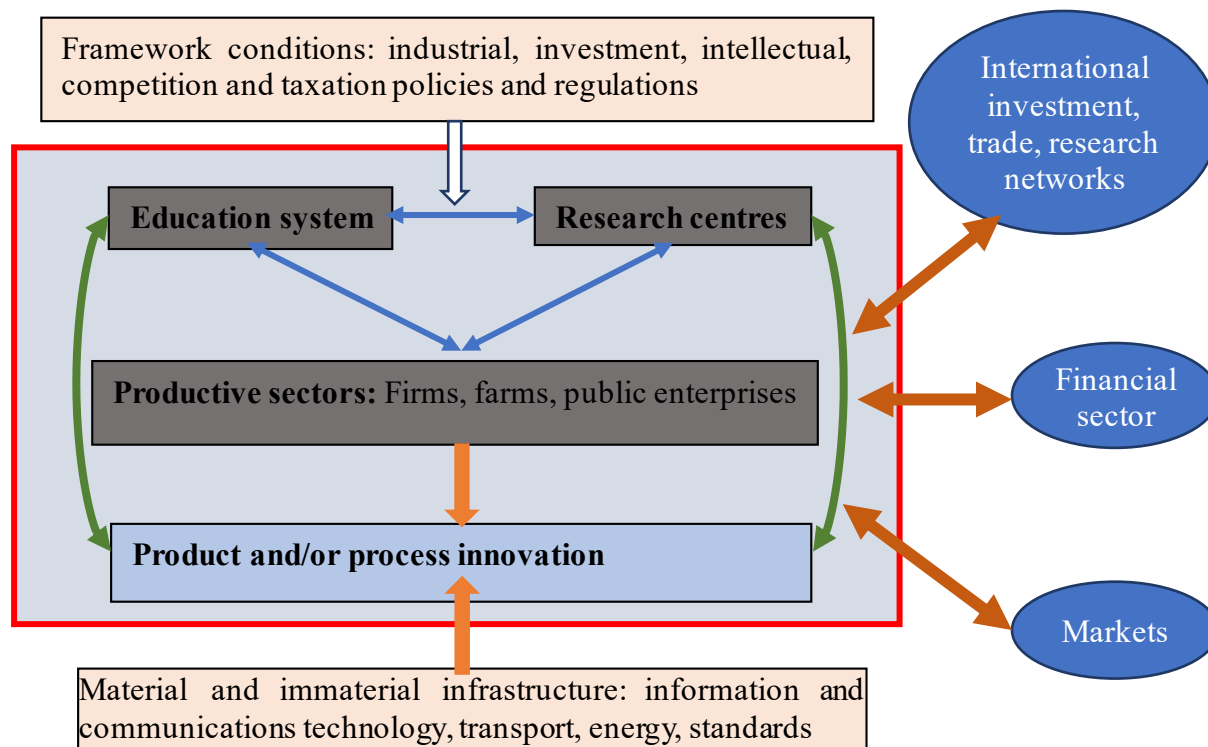 Framework conditions: industrial, investment, intellectual,
competition and taxation policies and regulations
International
investment,
trade, research
networks
Education system
Research centres
Productive sectors: Firms, farms, public enterprises
Financial
sector
Product and/or process innovation
Markets
Material and immaterial infrastructure: information and
communications technology, transport, energy, standards